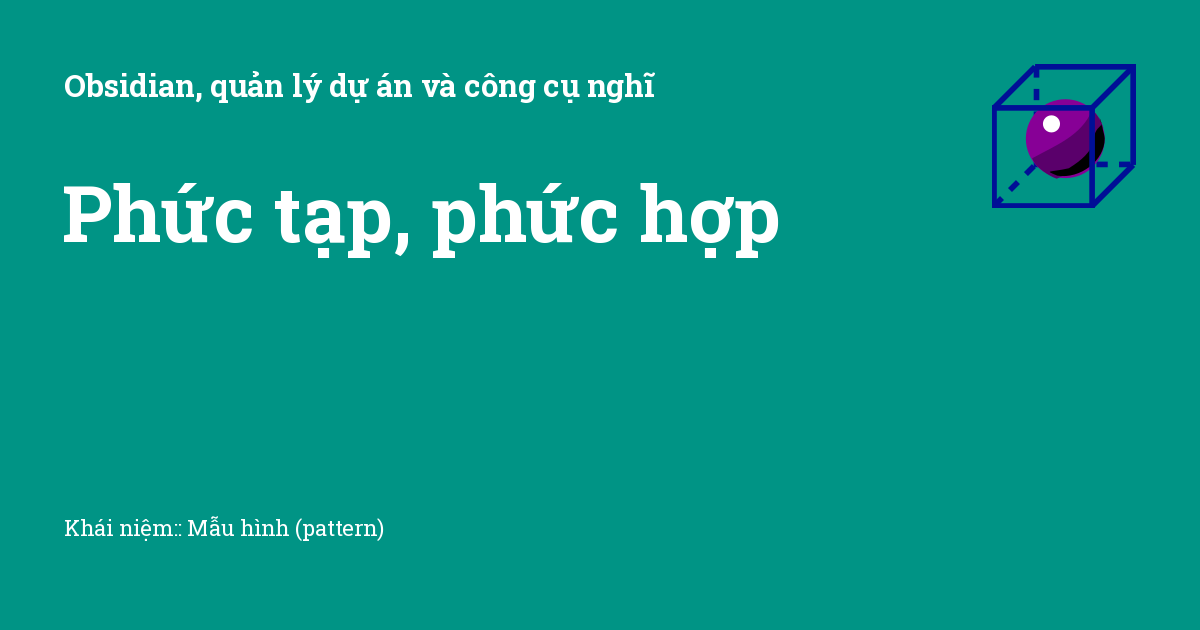 Obsidian, quản lý dự án và công cụ nghĩ
Phức tạp, phức hợp
Khái niệm:: Mẫu hình (pattern)